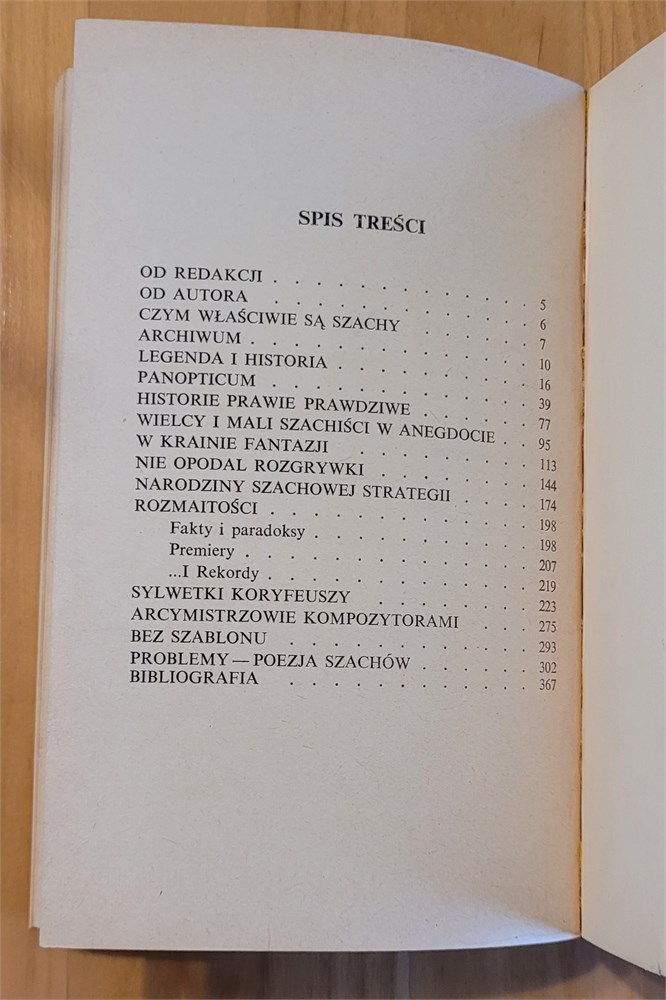 SPIS TREŚCI
OD REDAKCJI . . . . . . . . . . . . 5
OD AUTORA . . . . . . . . . . . . 6
CZYM WŁAŚCIWIE SĄ SZACHY . . . . . 7
ARCHIWUM . . . . . . . . . . . . 10
LEGENDA I HISTORIA . . . . . . . . 16
PANOPTICUM . . . . . . . . . . . 39
HISTORIE PRAWIE PRAWDZIWE . . . . . 77
WIELCY I MALI SZACHIŚCI W ANEGDOCIE . . 95
W KRAINIE FANTAZJI . . . . . . . . 113
NIE OPODAL ROZGRYWKI . . . . . . . 144
NARODZINY SZACHOWEJ STRATEGII . . . . 174
ROZMAITOŚCI . . . . . . . . . . . 198
Fakty i paradoksy . . . . . . . . . 198
Premiery . . . . . . . . . . . . 207
...I Rekordy . . . . . . . . . . . 219
SYLWETKI KORYFEUSZY . . . . . . . 223
ARCYMISTRZOWIE KOMPOZYTORAMI . . . 275
BEZ SZABLONU . . . . . . . . . . 293
PROBLEMY — POEZJA SZACHÓW . . . . . 302
BIBLIOGRAFIA . . . . . . . . . . . 367